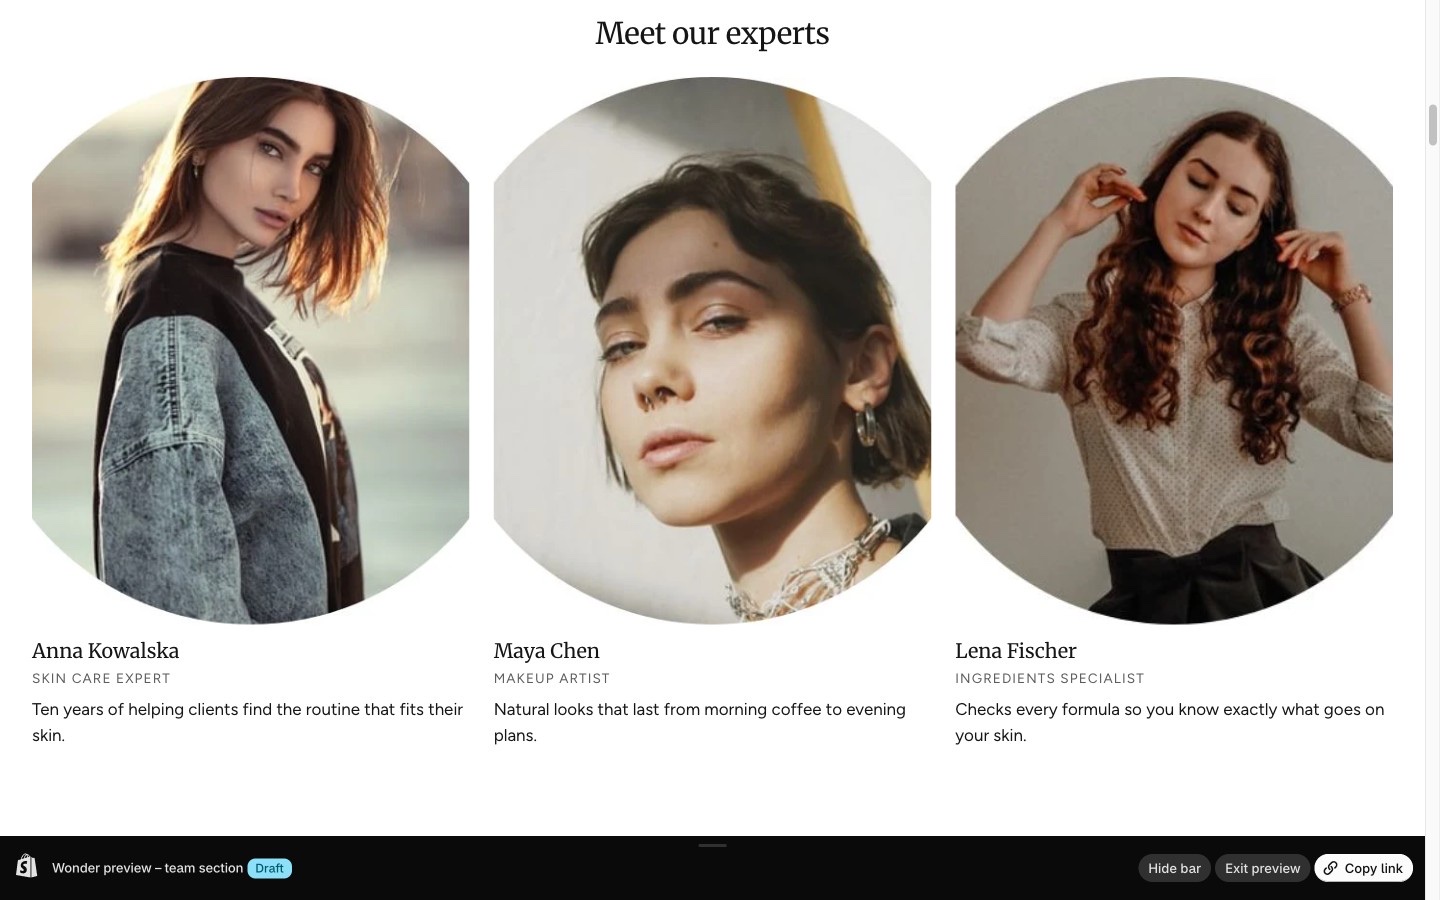 Meet our experts
Anna Kowalska
SKIN CARE EXPERT
Ten years of helping clients find the routine that fits their
skin.
Maya Chen
MAKEUP ARTIST
Natural looks that last from morning coffee to evening
plans.
Lena Fischer
INGREDIENTS SPECIALIST
Checks every formula so you know exactly what goes on
your skin.
Wonder preview – team section Draft
Hide bar
Exit preview
Copy link